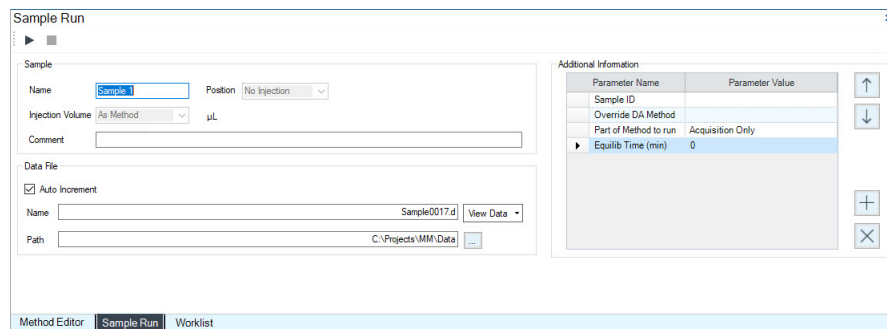 Sample Run
Sample
Name Sample 1 Position No Injection
Injection Volume As Method µL
Comment
Data File
Auto Increment
Name Sample0017.d View Data
Path C:\Projects\MM\Data ...
Additional Information
Parameter Name Parameter Value
Sample ID
Override DA Method
Part of Method to run Acquisition Only
Equilib Time (min) 0
Method Editor Sample Run Worklist